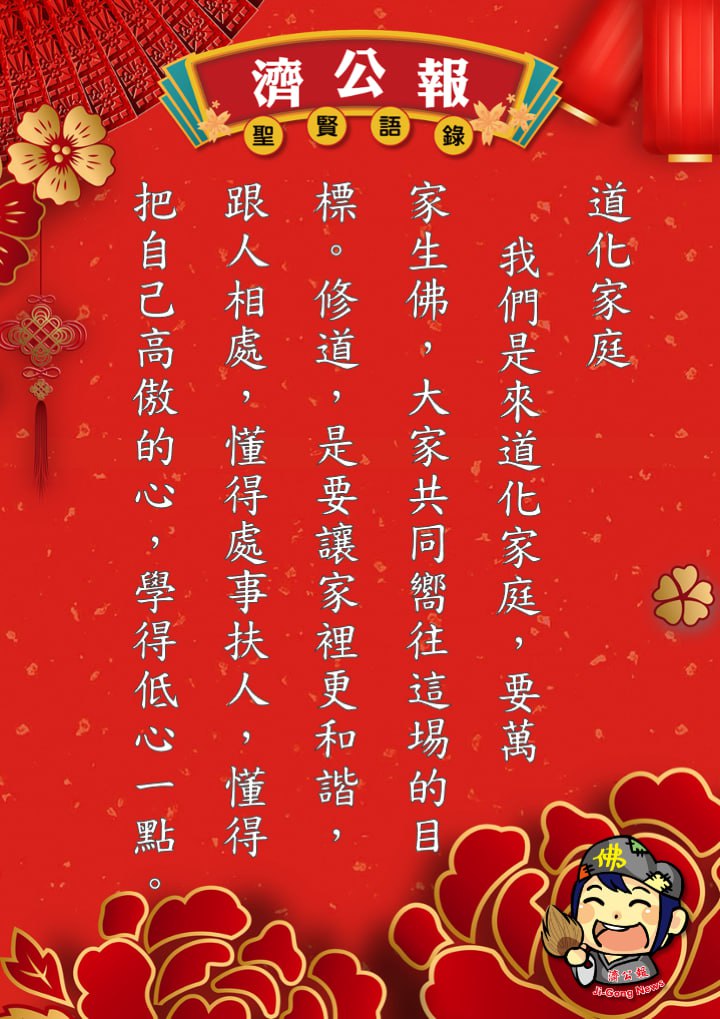 濟公報
聖賢語錄
道化家庭
我們是來道化家庭，要萬
家生佛，大家共同嚮往這場的目
標。修道，是要讓家裡更和諧，
跟人相處，懂得處事扶人，懂得
把自己高傲的心，學得低心一點。
佛
濟公報
Ji-Gong News